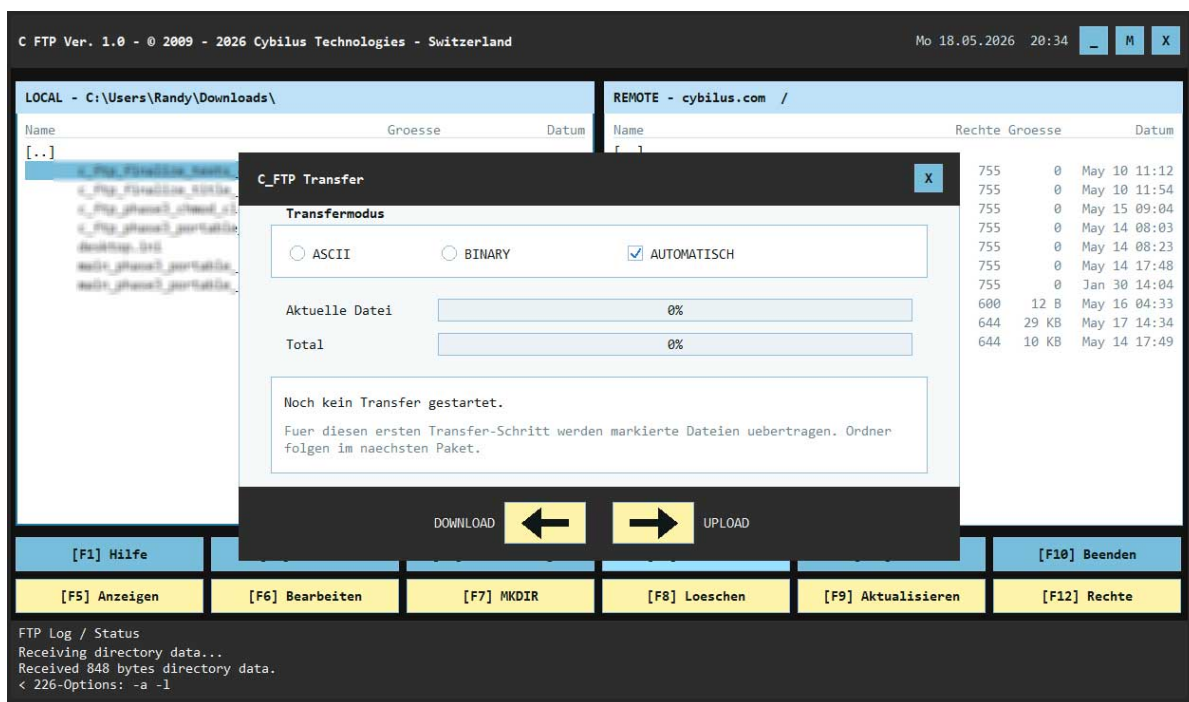 C FTP Ver. 1.0 - © 2009 - 2026 Cybilus Technologies - Switzerland
Mo 18.05.2026 20:34 _ M X
LOCAL - C:\Users\Randy\Downloads\
Name Groesse Datum
[..]
desktop.ini
REMOTE - cybilus.com /
Name Rechte Groesse Datum
755 0 May 10 11:12
755 0 May 10 11:54
755 0 May 15 09:04
755 0 May 14 08:03
755 0 May 14 08:23
755 0 May 14 17:48
755 0 Jan 30 14:04
600 12 B May 16 04:33
644 29 KB May 17 14:34
644 10 KB May 14 17:49
C_FTP Transfer X
Transfermodus
ASCII BINARY AUTOMATISCH
Aktuelle Datei 0%
Total 0%
Noch kein Transfer gestartet.
Fuer diesen ersten Transfer-Schritt werden markierte Dateien uebertragen. Ordner
folgen im naechsten Paket.
DOWNLOAD UPLOAD
[F1] Hilfe [F10] Beenden
[F5] Anzeigen [F6] Bearbeiten [F7] MKDIR [F8] Loeschen [F9] Aktualisieren [F12] Rechte
FTP Log / Status
Receiving directory data...
Received 848 bytes directory data.
< 226-Options: -a -l